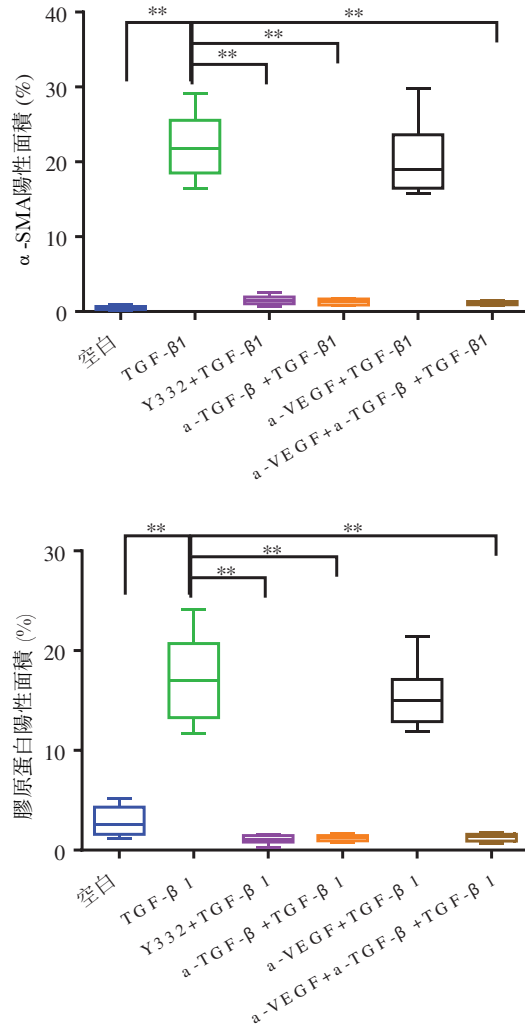 ** **
**
**
40
30
20
10
0
α-SMA陽性面積 (%)
空白
TGF-β1
Y332+TGF-β1
a-TGF-β +TGF-β1
a-VEGF+TGF-β1
a-VEGF+a-TGF-β +TGF-β1
** **
**
**
30
20
10
0
膠原蛋白陽性面積 (%)
空白
TGF-β 1
Y332+TGF-β 1
a-TGF-β +TGF-β 1
a-VEGF+TGF-β 1
a-VEGF+a-TGF-β +TGF-β 1